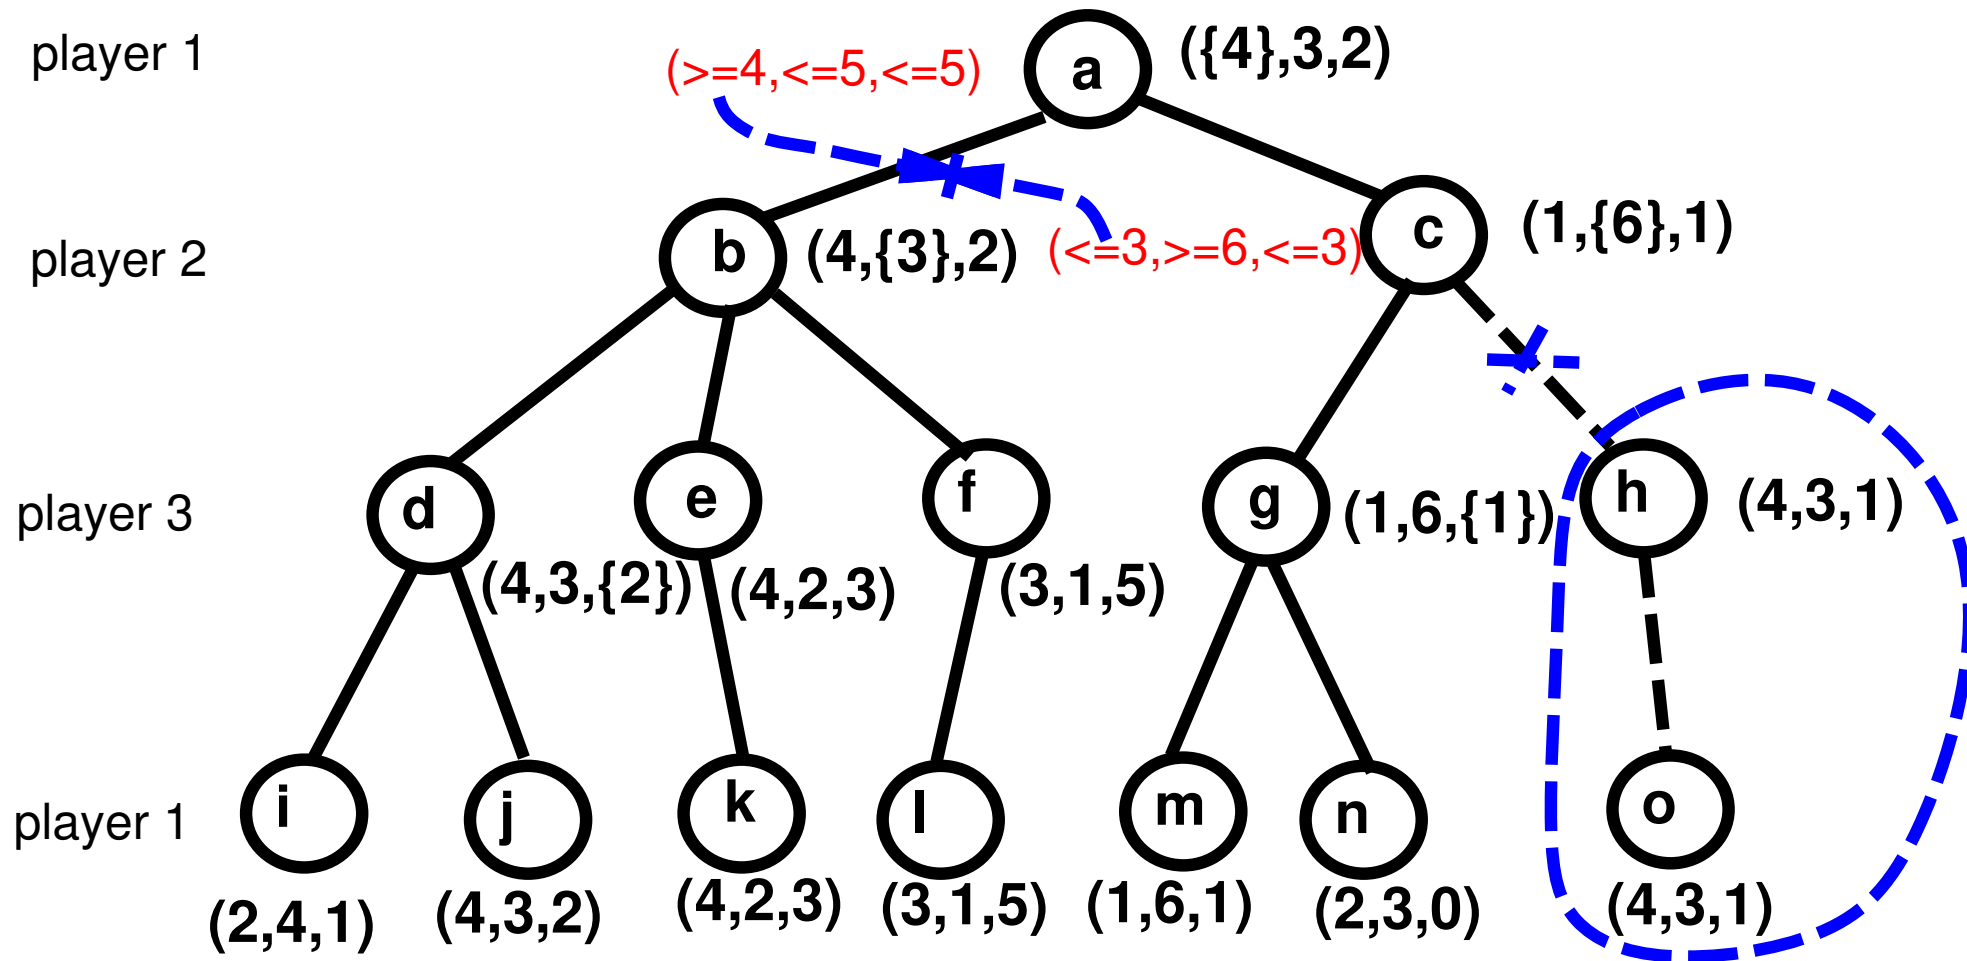 player 1
(>=4,<=5,<=5)
a
({4},3,2)
player 2
b
(4,{3},2)
(<=3,>=6,<=3)
c
(1,{6},1)
player 3
d
(4,3,{2})
e
(4,2,3)
f
(3,1,5)
g
(1,6,{1})
h
(4,3,1)
player 1
i
j
k
l
m
n
o
(2,4,1)
(4,3,2)
(4,2,3)
(3,1,5)
(1,6,1)
(2,3,0)
(4,3,1)